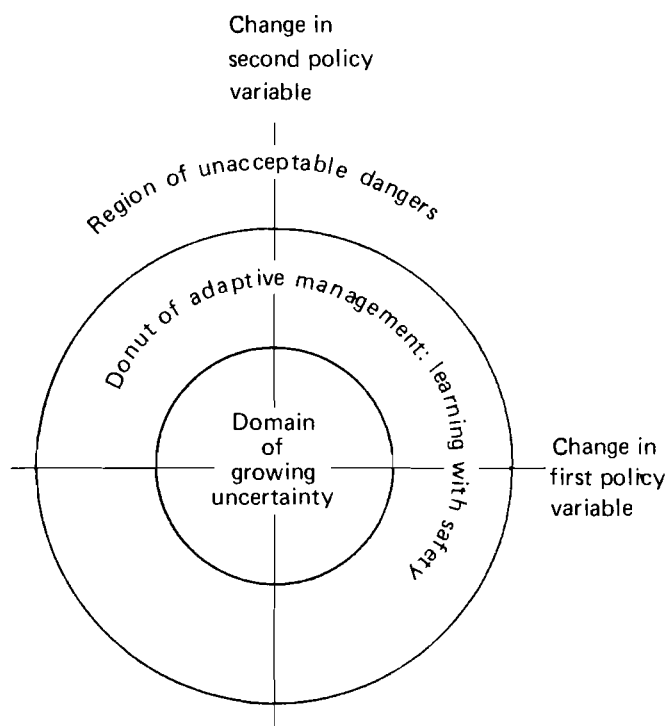 Change in
second policy
variable
Region of unacceptable dangers
Donut of adaptive management: learning with safety
Domain
of
growing
uncertainty
Change in
first policy
variable